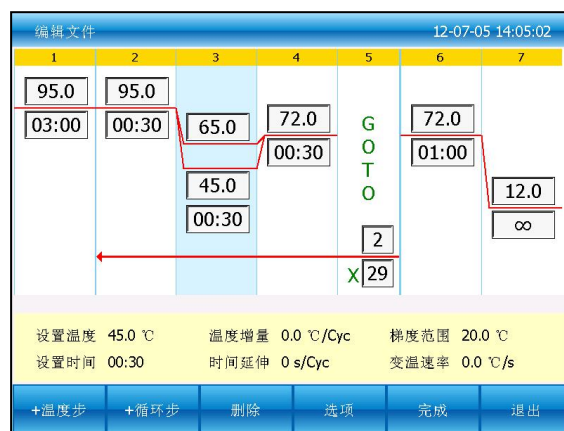 编辑文件 12-07-05 14:05:02
1 2 3 4 5 6 7
95.0 95.0 65.0 72.0 GOTO 72.0
03:00 00:30 00:30 01:00
45.0 12.0
00:30 ∞
2
X 29
设置温度 45.0 ℃ 温度增量 0.0 ℃/Cyc 梯度范围 20.0 ℃
设置时间 00:30 时间延伸 0 s/Cyc 变温速率 0.0 ℃/s
+温度步 +循环步 删除 选项 完成 退出